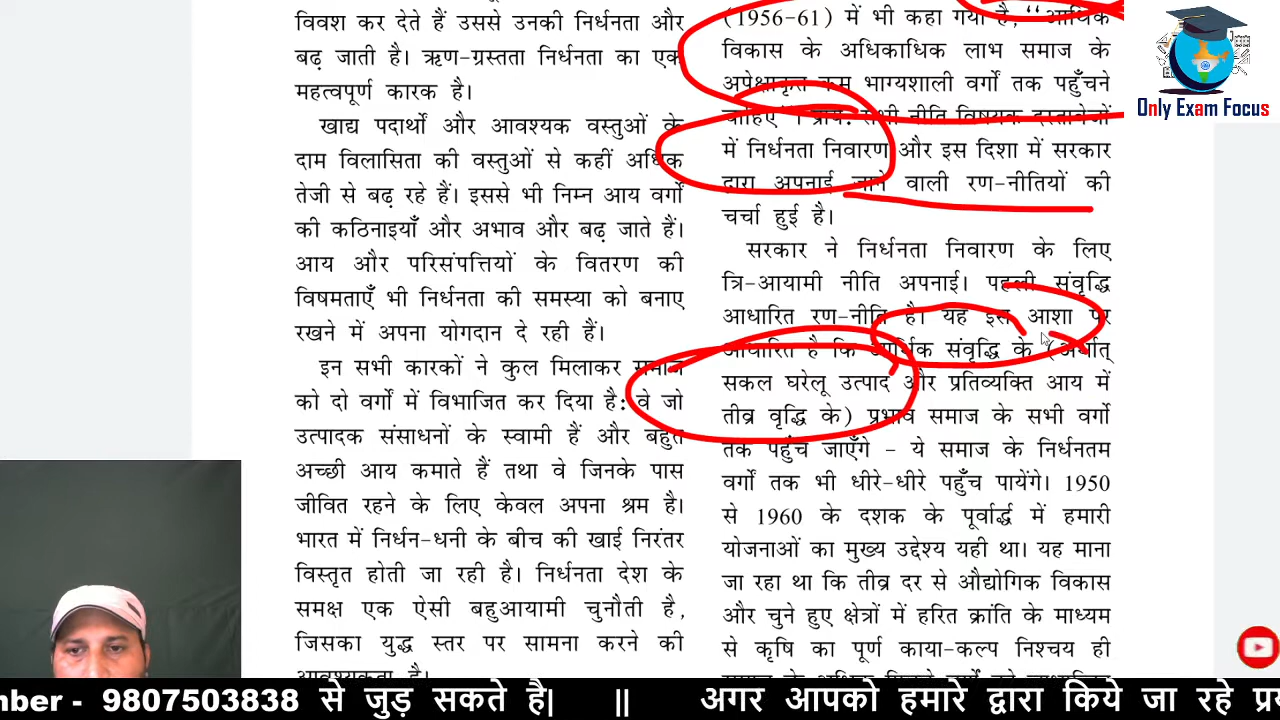 विवश कर देते हैं उससे उनकी निर्धनता और
बढ़ जाती है। ऋण-ग्रस्तता निर्धनता का एक
महत्वपूर्ण कारक है।
खाद्य पदार्थों और आवश्यक वस्तुओं के
दाम विलासिता की वस्तुओं से कहीं अधिक
तेजी से बढ़ रहे हैं। इससे भी निम्न आय वर्गों
की कठिनाइयाँ और अभाव और बढ़ जाते हैं।
आय और परिसंपत्तियों के वितरण की
विषमताएँ भी निर्धनता की समस्या को बनाए
रखने में अपना योगदान दे रही हैं।
इन सभी कारकों ने कुल मिलाकर समाज
को दो वर्गों में विभाजित कर दिया है: वे जो
उत्पादक संसाधनों के स्वामी हैं और बहुत
अच्छी आय कमाते हैं तथा वे जिनके पास
जीवित रहने के लिए केवल अपना श्रम है।
भारत में निर्धन-धनी के बीच की खाई निरंतर
विस्तृत होती जा रही है। निर्धनता देश के
समक्ष एक ऐसी बहुआयामी चुनौती है,
जिसका युद्ध स्तर पर सामना करने की
आवश्यकता है।
(1956-61) में भी कहा गया है, "आर्थिक
विकास के अधिकाधिक लाभ समाज के
अपेक्षाकृत कम भाग्यशाली वर्गों तक पहुँचने
चाहिएँ"। प्राय: सभी नीति विषयक दस्तावेजों
में निर्धनता निवारण और इस दिशा में सरकार
द्वारा अपनाई जाने वाली रण-नीतियों की
चर्चा हुई है।
सरकार ने निर्धनता निवारण के लिए
त्रि-आयामी नीति अपनाई। पहली संवृद्धि
आधारित रण-नीति है। यह इस आशा पर
आधारित है कि आर्थिक संवृद्धि के (अर्थात्
सकल घरेलू उत्पाद और प्रतिव्यक्ति आय में
तीव्र वृद्धि के) प्रभाव समाज के सभी वर्गो
तक पहुँच जाएँगे - ये समाज के निर्धनतम
वर्गों तक भी धीरे-धीरे पहुँच पायेंगे। 1950
से 1960 के दशक के पूर्वार्द्ध में हमारी
योजनाओं का मुख्य उद्देश्य यही था। यह माना
जा रहा था कि तीव्र दर से औद्योगिक विकास
और चुने हुए क्षेत्रों में हरित क्रांति के माध्यम
से कृषि का पूर्ण काया-कल्प निश्चय ही
Only Exam Focus
mber - 9807503838 से जुड़ सकते है| || अगर आपको हमारे द्वारा किये जा रहे